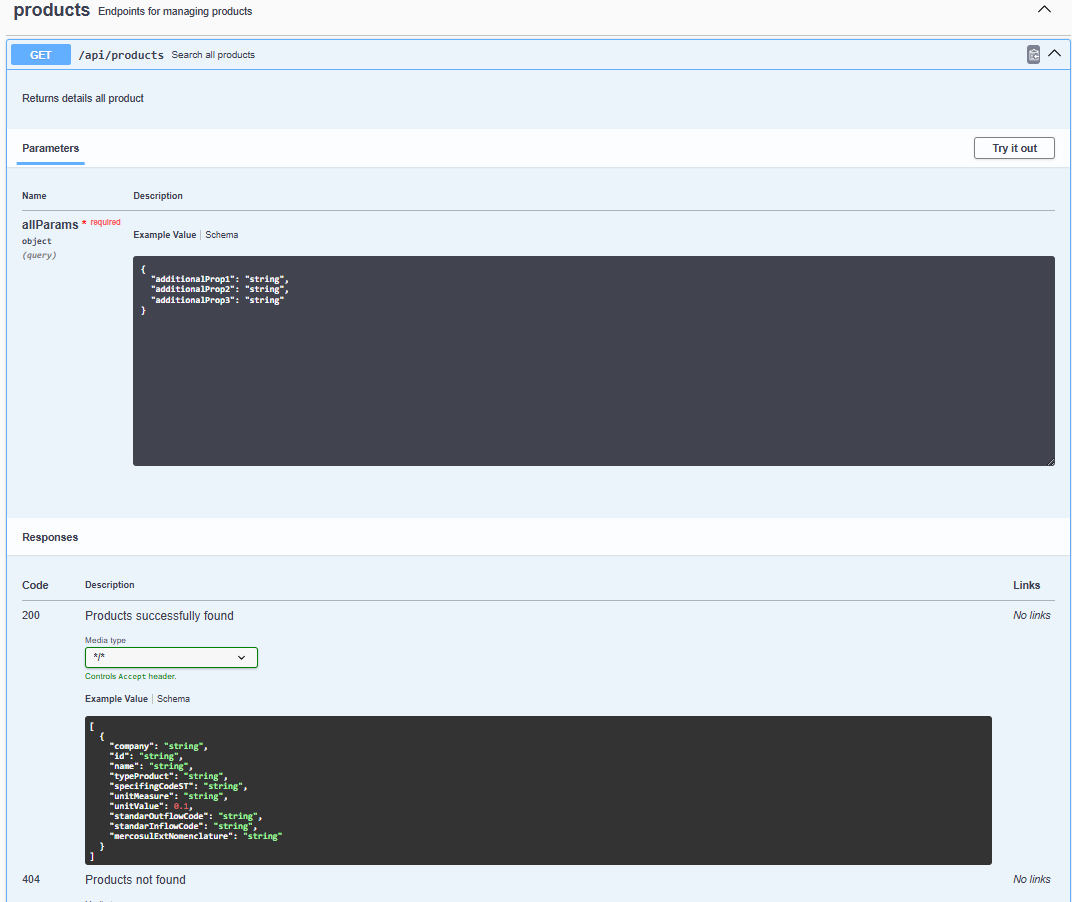 products Endpoints for managing products
GET /api/products Search all products
Returns details all product
Parameters
Try it out
Name Description
allParams * required
object
(query)
Example Value | Schema
{
  "additionalProp1": "string",
  "additionalProp2": "string",
  "additionalProp3": "string"
}
Responses
Code Description Links
200 Products successfully found No links
Media type
*/*
Controls Accept header.
Example Value | Schema
[
  {
    "company": "string",
    "id": "string",
    "name": "string",
    "typeProduct": "string",
    "specifingCodeST": "string",
    "unitMeasure": "string",
    "unitValue": 0.1,
    "standarOutflowCode": "string",
    "standarInflowCode": "string",
    "mercosulExtNomenclature": "string"
  }
]
404 Products not found No links